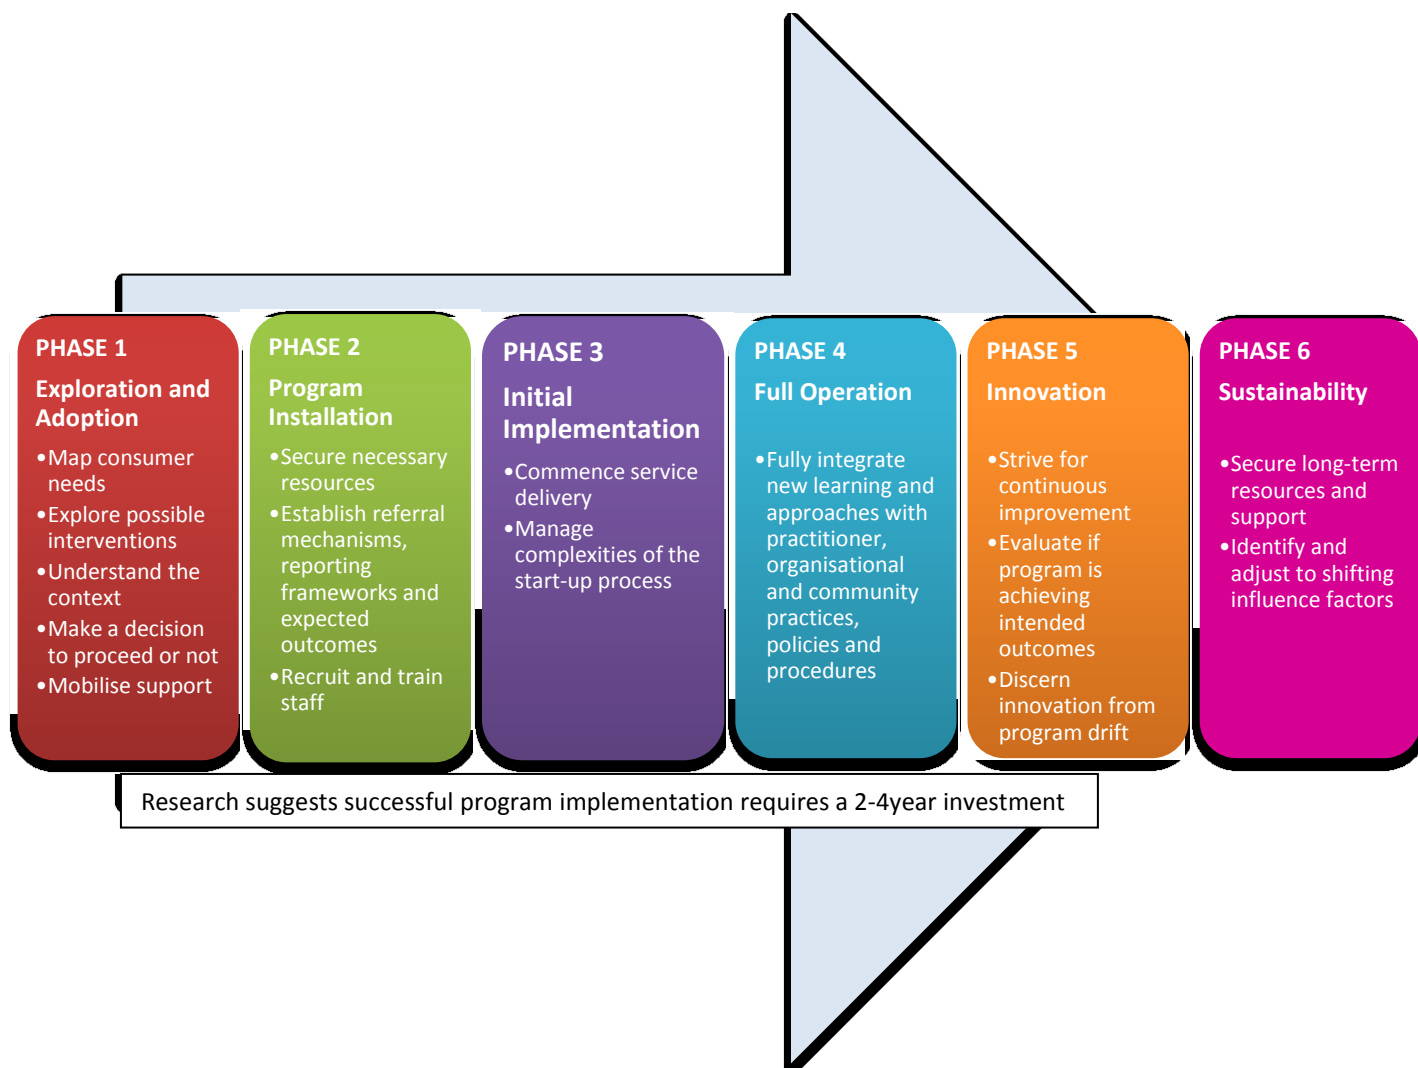 PHASE 1
Exploration and
Adoption
•Map consumer
needs
•Explore possible
interventions
•Understand the
context
•Make a decision
to proceed or not
•Mobilise support
PHASE 2
Program
Installation
•Secure necessary
resources
•Establish referral
mechanisms,
reporting
frameworks and
expected
outcomes
•Recruit and train
staff
PHASE 3
Initial
Implementation
•Commence service
delivery
•Manage
complexities of the
start-up process
PHASE 4
Full Operation
•Fully integrate
new learning and
approaches with
practitioner,
organisational
and community
practices,
policies and
procedures
PHASE 5
Innovation
•Strive for
continuous
improvement
•Evaluate if
program is
achieving
intended
outcomes
•Discern
innovation from
program drift
PHASE 6
Sustainability
•Secure long-term
resources and
support
•Identify and
adjust to shifting
influence factors
Research suggests successful program implementation requires a 2-4year investment